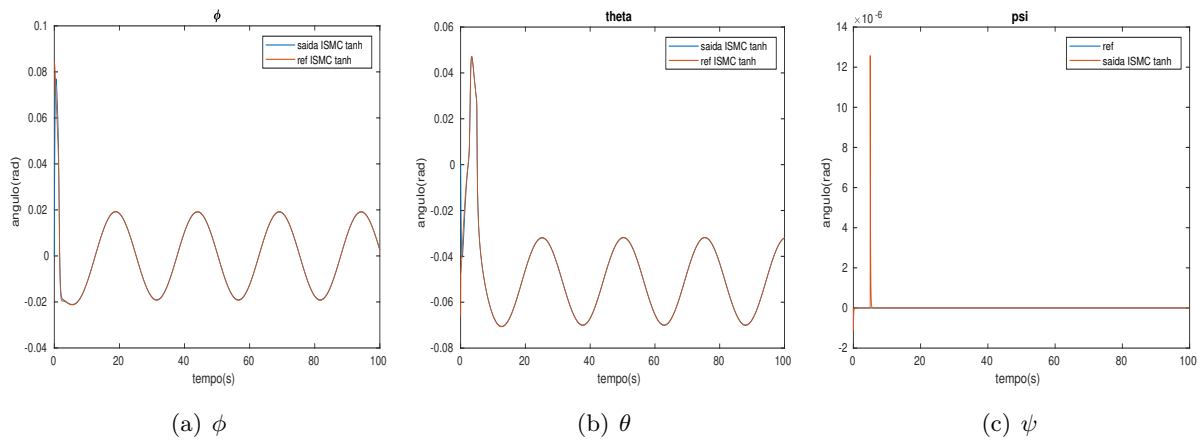 ϕ
0.1
0.08
0.06
0.04
0.02
0
-0.02
-0.04
angulo(rad)
saida ISMC tanh
ref ISMC tanh
0 20 40 60 80 100
tempo(s)
(a) ϕ
theta
0.06
0.04
0.02
0
-0.02
-0.04
-0.06
-0.08
angulo(rad)
saida ISMC tanh
ref ISMC tanh
0 20 40 60 80 100
tempo(s)
(b) θ
psi
×10⁻⁶
14
12
10
8
6
4
2
0
-2
angulo(rad)
ref
saida ISMC tanh
0 20 40 60 80 100
tempo(s)
(c) ψ